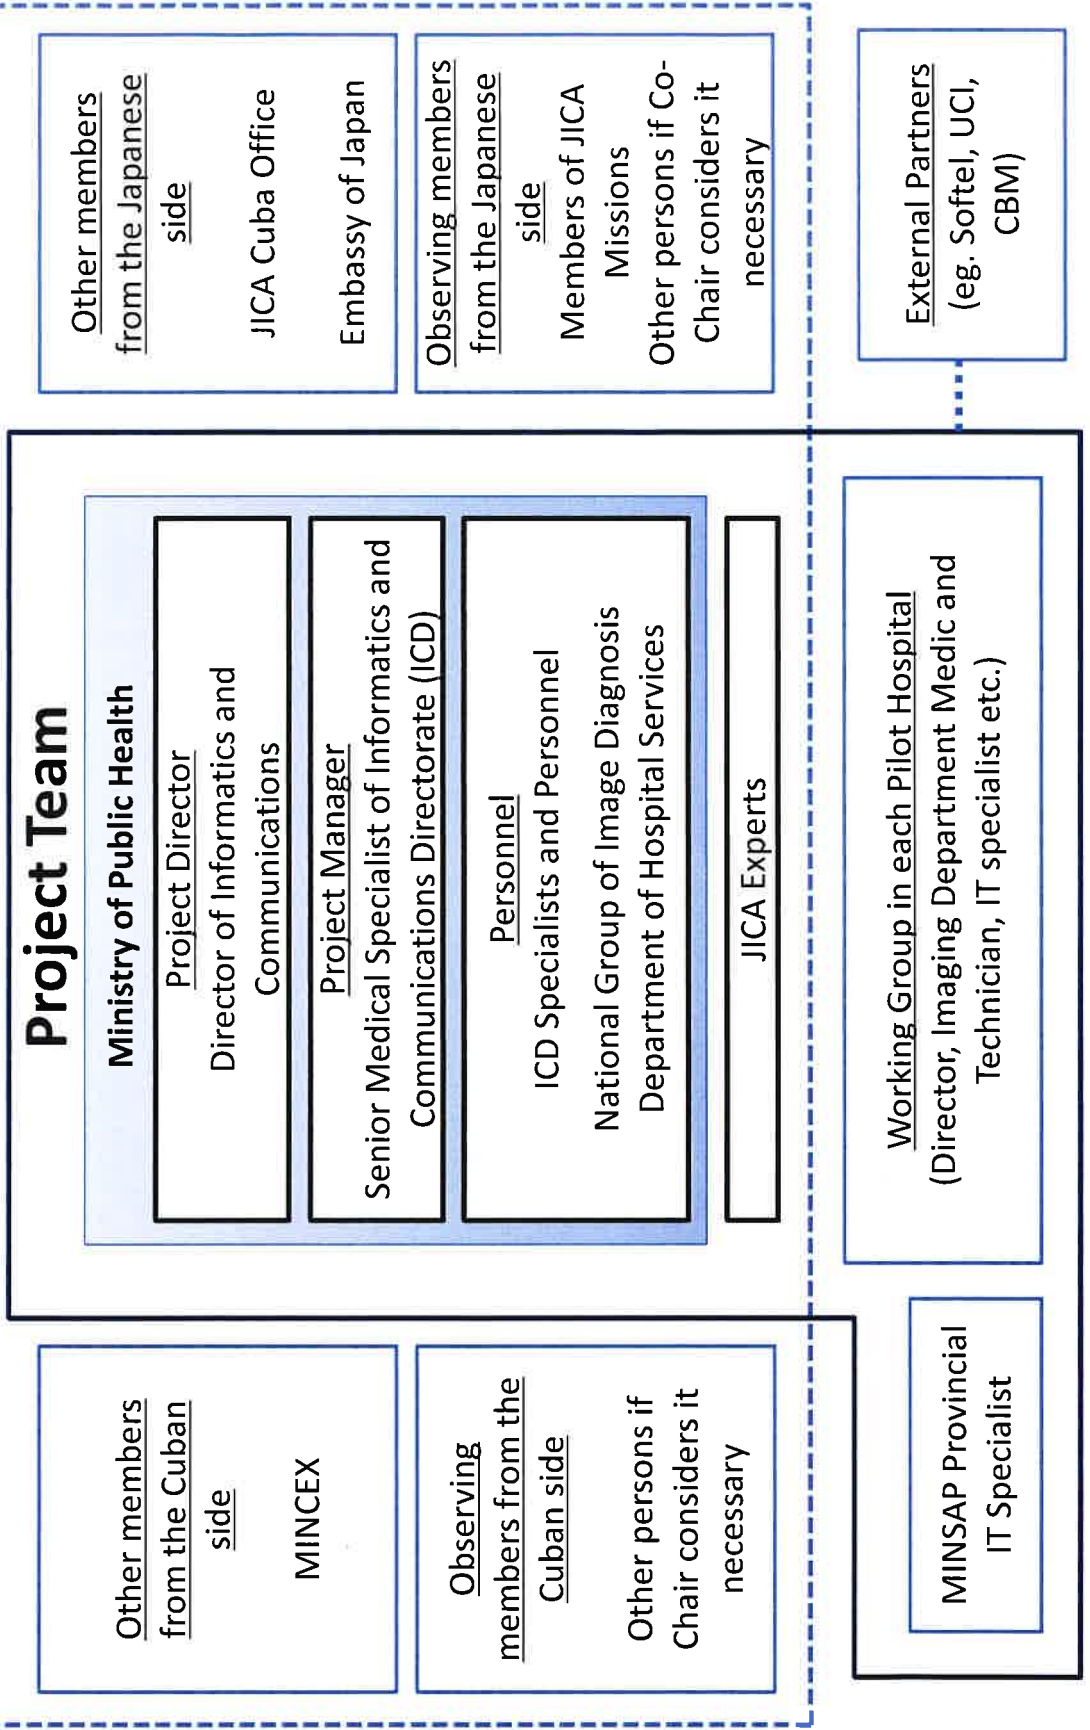 Project Team
Ministry of Public Health
Project Director
Director of Informatics and
Communications
Project Manager
Senior Medical Specialist of Informatics and
Communications Directorate (ICD)
Personnel
ICD Specialists and Personnel
National Group of Image Diagnosis
Department of Hospital Services
JICA Experts
Other members
from the Cuban
side
MINCEX
Observing
members from the
Cuban side
Other persons if
Chair considers it
necessary
Other members
from the Japanese
side
JICA Cuba Office
Embassy of Japan
Observing members
from the Japanese
side
Members of JICA
Missions
Other persons if Co-
Chair considers it
necessary
MINSAP Provincial
IT Specialist
Working Group in each Pilot Hospital
(Director, Imaging Department Medic and
Technician, IT specialist etc.)
External Partners
(eg. Softel, UCI,
CBM)